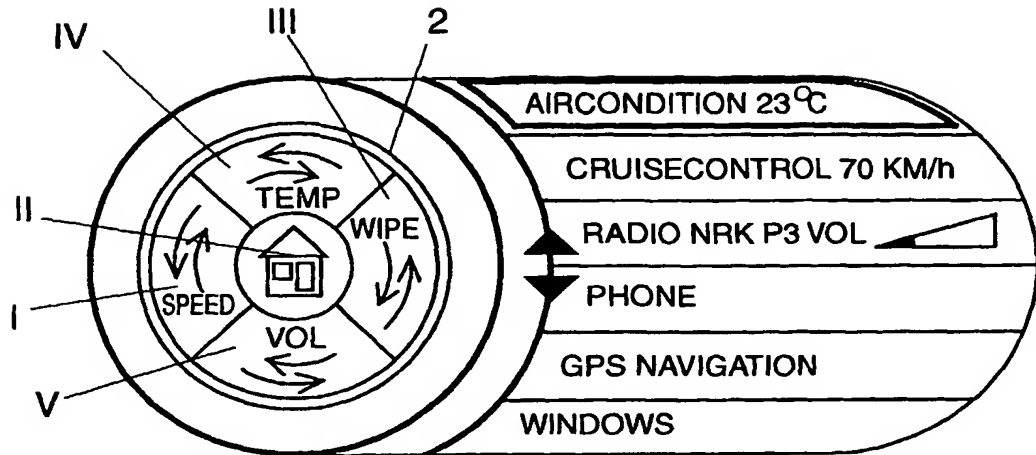 IV
III
2
AIRCONDITION 23°C
CRUISECONTROL 70 KM/h
TEMP
II
WIPE
RADIO NRK P3 VOL
I
SPEED
PHONE
VOL
V
GPS NAVIGATION
WINDOWS